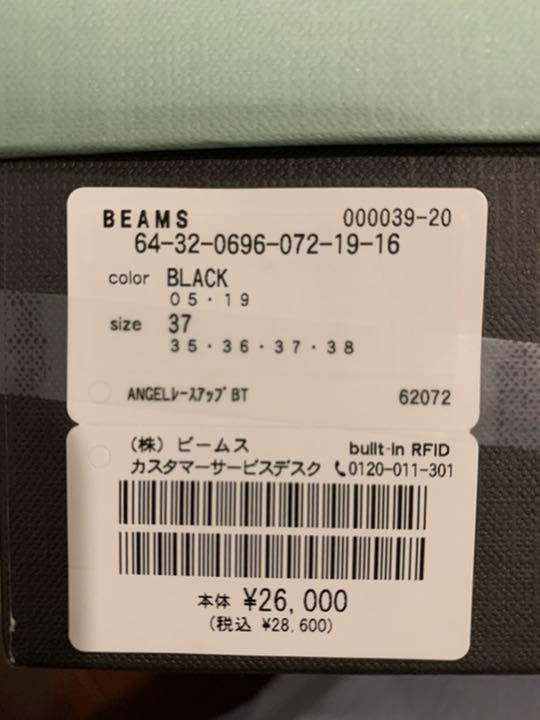 BEAMS 000039-20
64-32-0696-072-19-16
color BLACK
05・19
size 37
35・36・37・38
ANGELﾚｰｽｱｯﾌﾟBT 62072
(株) ビームス built-in RFID
カスタマーサービスデスク 0120-011-301
本体 ¥26,000
(税込 ¥28,600)